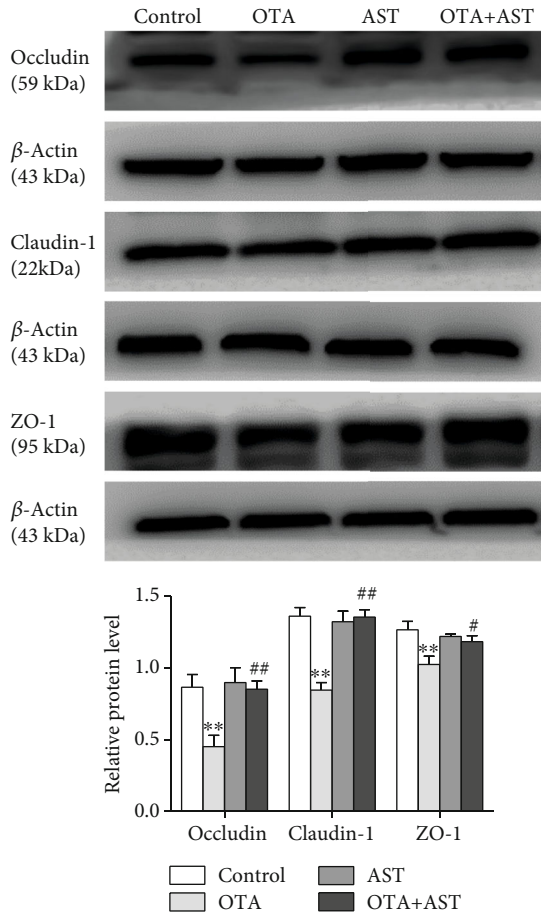 Control OTA AST OTA+AST
Occludin
(59 kDa)
β-Actin
(43 kDa)
Claudin-1
(22kDa)
β-Actin
(43 kDa)
ZO-1
(95 kDa)
β-Actin
(43 kDa)
Relative protein level
1.5
1.0
0.5
0.0
** ##
** ##
** #
Occludin Claudin-1 ZO-1
Control AST
OTA OTA+AST